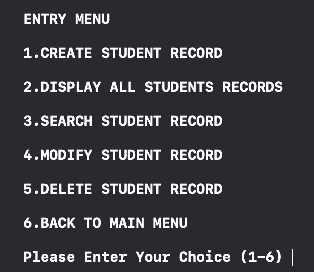 ENTRY MENU
1.CREATE STUDENT RECORD
2.DISPLAY ALL STUDENTS RECORDS
3.SEARCH STUDENT RECORD
4.MODIFY STUDENT RECORD
5.DELETE STUDENT RECORD
6.BACK TO MAIN MENU
Please Enter Your Choice (1-6)